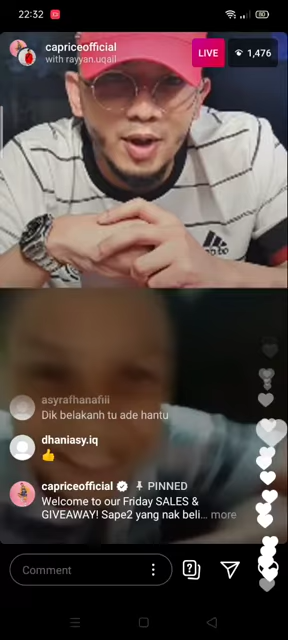 22:32
80
capriceofficial
with rayyan.uqail
LIVE
1,476
asyrafhanafiii
Dik belakanh tu ade hantu
dhaniasy.iq
👍
capriceofficial PINNED
Welcome to our Friday SALES &
GIVEAWAY! Sape2 yang nak beli... more
Comment